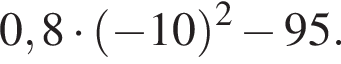 0,8 · (−10)² − 95.